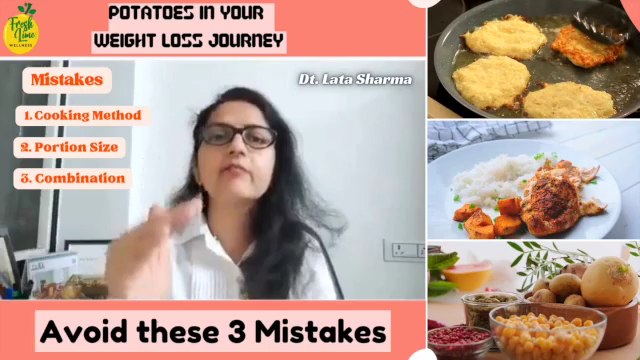 Fresh
Lime
WELLNESS
POTATOES IN YOUR
WEIGHT LOSS JOURNEY
Mistakes
1. Cooking Method
2. Portion Size
3. Combination
Dt. Lata Sharma
Avoid these 3 Mistakes